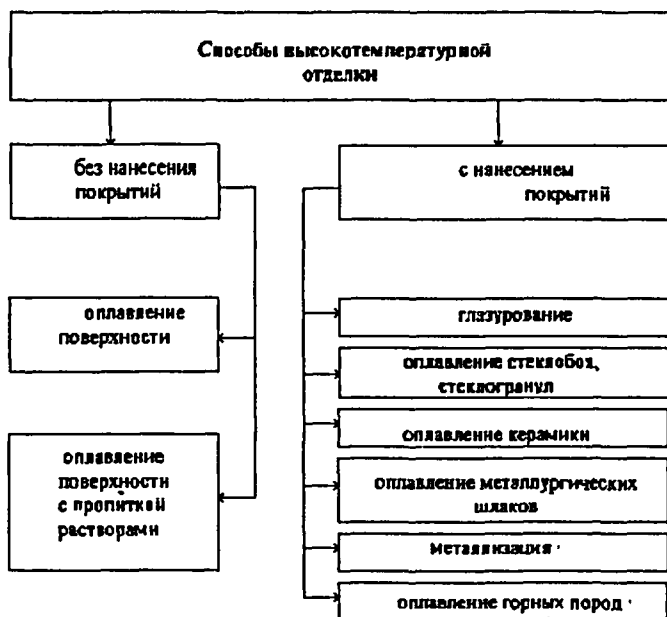 Способы высокотемпературной
отделки
без нанесения
покрытий
с нанесением
покрытий
оплавление
поверхности
оплавление
поверхности
с пропиткой
растворами
глазурование
оплавление стеклобоя,
стеклогранул
оплавление керамики
оплавление металлургических
шлаков
металлизация
оплавление горных пород